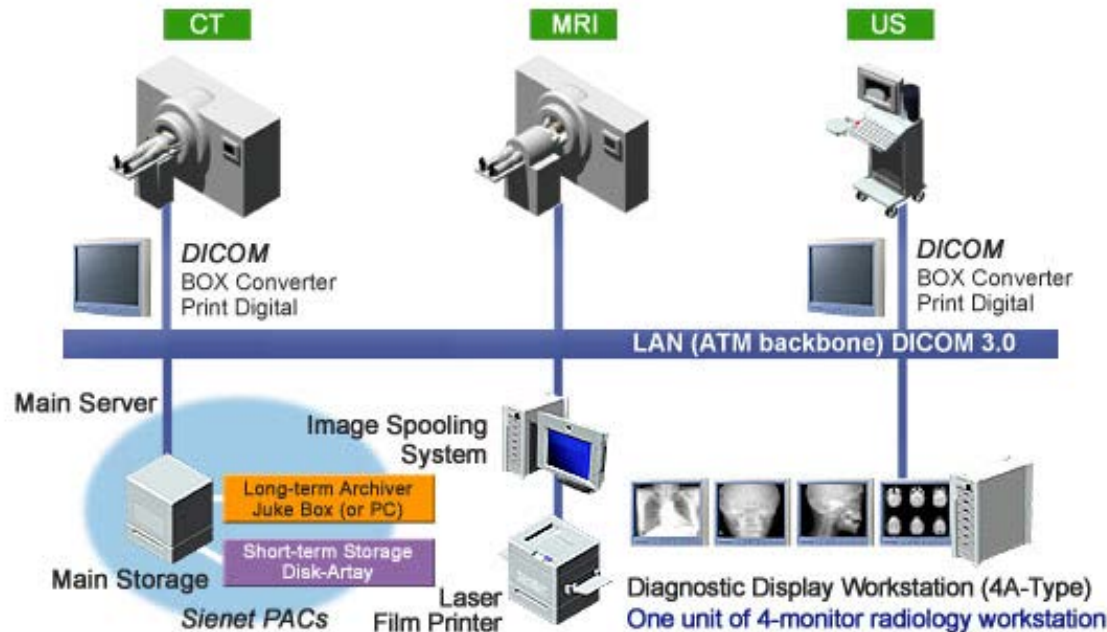 CT
MRI
US
DICOM
BOX Converter
Print Digital
DICOM
BOX Converter
Print Digital
LAN (ATM backbone) DICOM 3.0
Main Server
Image Spooling
System
Long-term Archiver
Juke Box (or PC)
Short-term Storage
Disk-Artay
Main Storage
Sienet PACs
Laser
Film Printer
Diagnostic Display Workstation (4A-Type)
One unit of 4-monitor radiology workstation